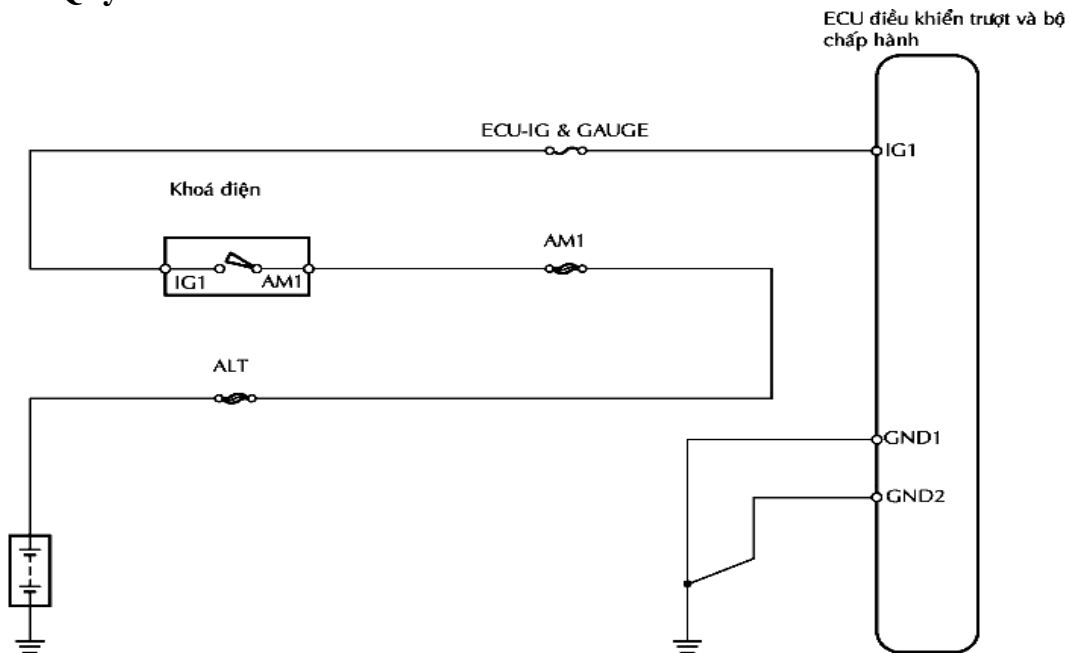 ECU điều khiển trượt và bộ
chấp hành
ECU-IG & GAUGE
IG1
Khoá điện
AM1
IG1
AM1
ALT
GND1
GND2